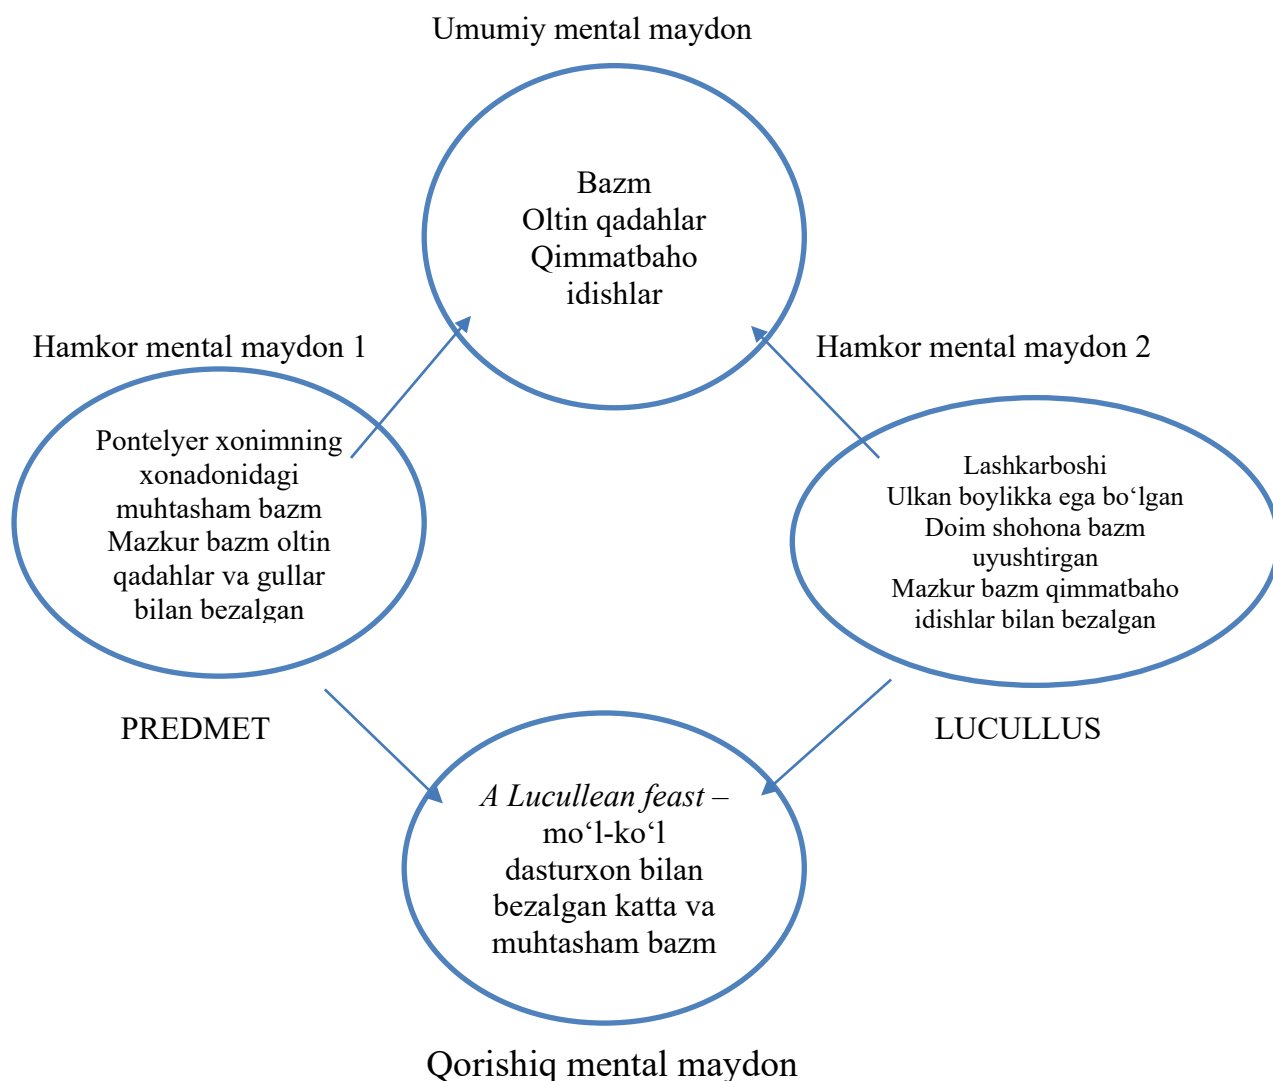 Umumiy mental maydon
Bazm
Oltin qadahlar
Qimmatbaho
idishlar
Hamkor mental maydon 1
Hamkor mental maydon 2
Pontelyer xonimning
xonadonidagi
muhtasham bazm
Mazkur bazm oltin
qadahlar va gullar
bilan bezalgan
Lashkarboshi
Ulkan boylikka ega bo‘lgan
Doim shohona bazm
uyushtirgan
Mazkur bazm qimmatbaho
idishlar bilan bezalgan
PREDMET
LUCULLUS
A Lucullean feast –
mo‘l-ko‘l
dasturxon bilan
bezalgan katta va
muhtasham bazm
Qorishiq mental maydon